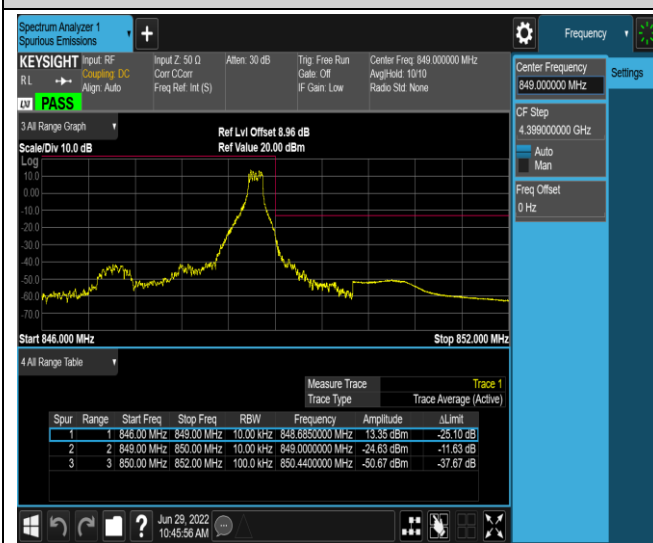 Spectrum Analyzer 1
Spurious Emissions
+
Frequency
KEYSIGHT Input: RF Input Z: 50 Ω Atten: 30 dB Trig: Free Run Center Freq: 849.000000 MHz
RL Coupling: DC Corr CCorr Gate: Off Avg|Hold: 10/10
Align: Auto Freq Ref: Int (S) IF Gain: Low Radio Std: None
PASS
Center Frequency
849.000000 MHz
Settings
CF Step
4.399000000 GHz
Auto
Man
Freq Offset
0 Hz
3 All Range Graph
Ref Lvl Offset 8.96 dB
Scale/Div 10.0 dB Ref Value 20.00 dBm
Log
10.0
0.00
-10.0
-20.0
-30.0
-40.0
-50.0
-60.0
-70.0
Start 846.000 MHz Stop 852.000 MHz
4 All Range Table
Measure Trace Trace 1
Trace Type Trace Average (Active)
Spur Range Start Freq Stop Freq RBW Frequency Amplitude ΔLimit
1 1 846.00 MHz 849.00 MHz 10.00 kHz 848.6850000 MHz 13.35 dBm -25.10 dB
2 2 849.00 MHz 850.00 MHz 10.00 kHz 849.0000000 MHz -24.63 dBm -11.63 dB
3 3 850.00 MHz 852.00 MHz 100.0 kHz 850.4400000 MHz -50.67 dBm -37.67 dB
? Jun 29, 2022
10:45:56 AM